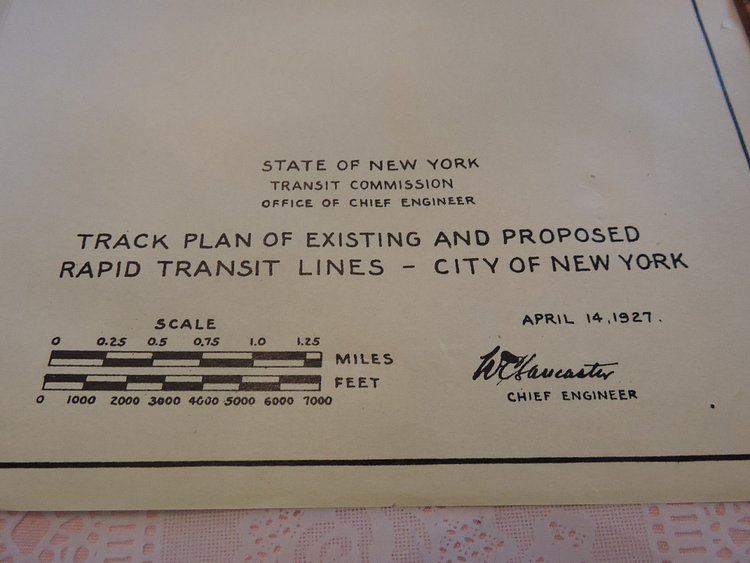 STATE OF NEW YORK
TRANSIT COMMISSION
OFFICE OF CHIEF ENGINEER
TRACK PLAN OF EXISTING AND PROPOSED
RAPID TRANSIT LINES - CITY OF NEW YORK
APRIL 14, 1927.
SCALE
0 0.25 0.5 0.75 1.0 1.25
MILES
FEET
0 1000 2000 3000 4000 5000 6000 7000
Lancaster
CHIEF ENGINEER